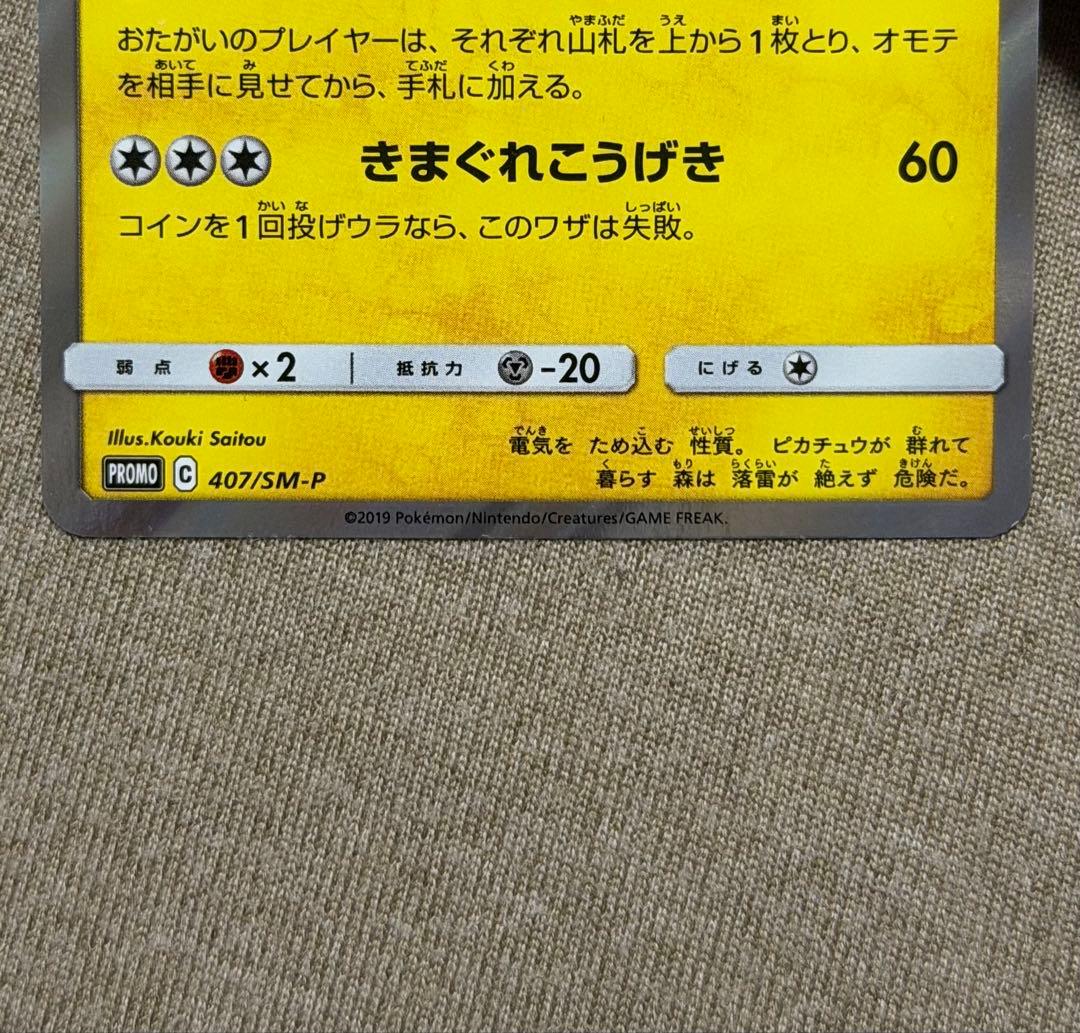 おたがいのプレイヤーは、それぞれ山札を上から1枚とり、オモテ
を相手に見せてから、手札に加える。
きまぐれこうげき 60
コインを1回投げウラなら、このワザは失敗。
弱点 ×2 抵抗力 -20 にげる
Illus.Kouki Saitou
PROMO C 407/SM-P
電気を ため込む 性質。 ピカチュウが 群れて
暮らす 森は 落雷が 絶えず 危険だ。
©2019 Pokémon/Nintendo/Creatures/GAME FREAK.